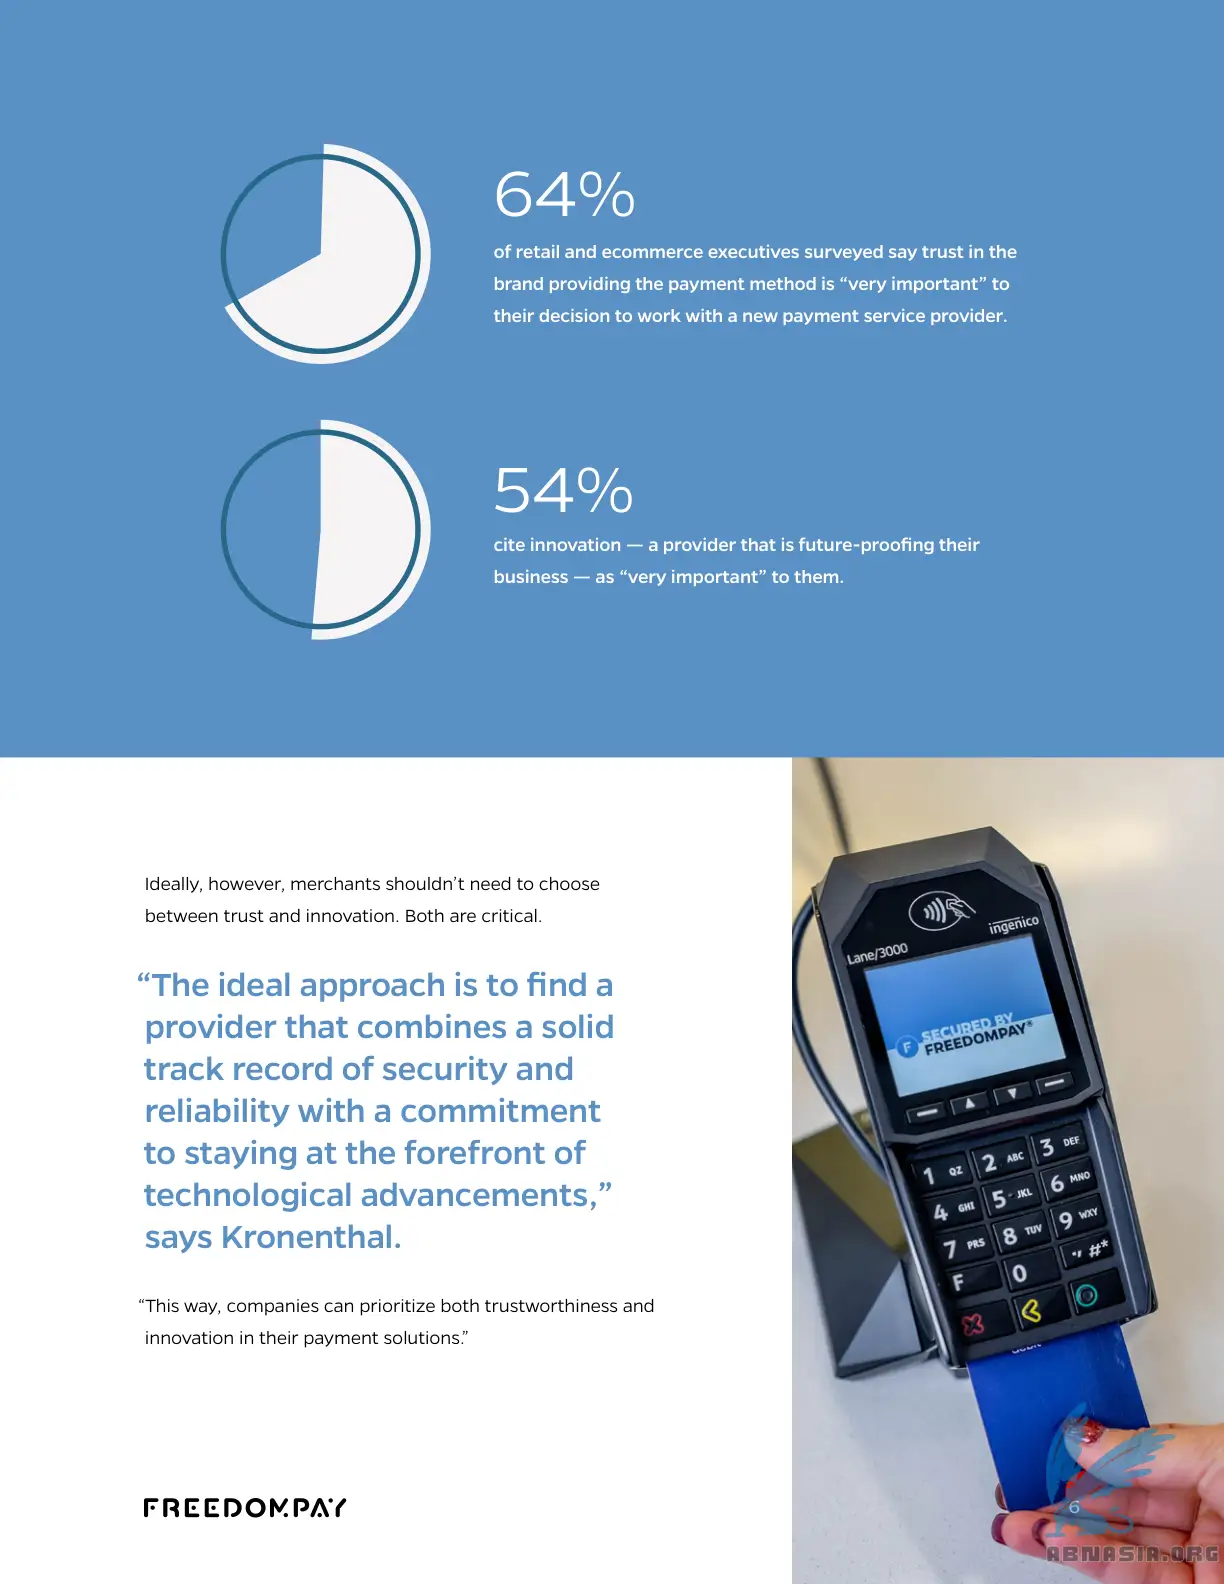 64%
of retail and ecommerce executives surveyed say trust in the
brand providing the payment method is “very important” to
their decision to work with a new payment service provider.
54%
cite innovation — a provider that is future-proofing their
business — as “very important” to them.
Ideally, however, merchants shouldn’t need to choose
between trust and innovation. Both are critical.
“The ideal approach is to find a
provider that combines a solid
track record of security and
reliability with a commitment
to staying at the forefront of
technological advancements,”
says Kronenthal.
“This way, companies can prioritize both trustworthiness and
innovation in their payment solutions.”
FREEDOMPAY
ingenico
Lane/3000
SECURED BY
F FREEDOMPAY®
1 QZ 2 ABC 3 DEF
4 GHI 5 JKL 6 MNO
7 PRS 8 TUV 9 WXY
F 0 ., #*
debit
6
ABNASIA.ORG